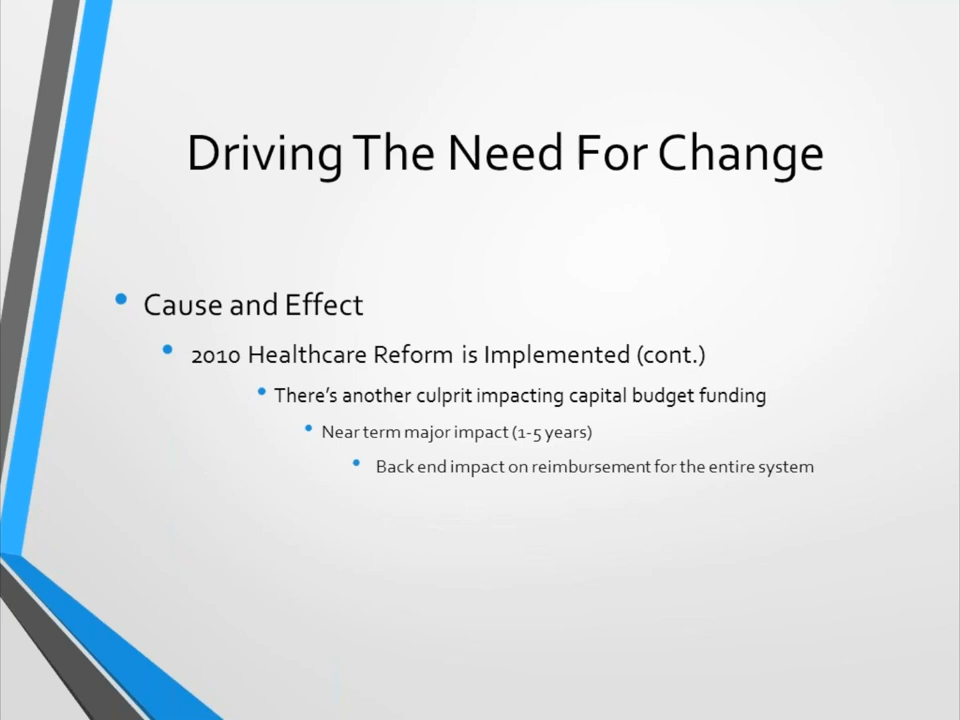 Driving The Need For Change
• Cause and Effect
• 2010 Healthcare Reform is Implemented (cont.)
• There's another culprit impacting capital budget funding
• Near term major impact (1-5 years)
• Back end impact on reimbursement for the entire system